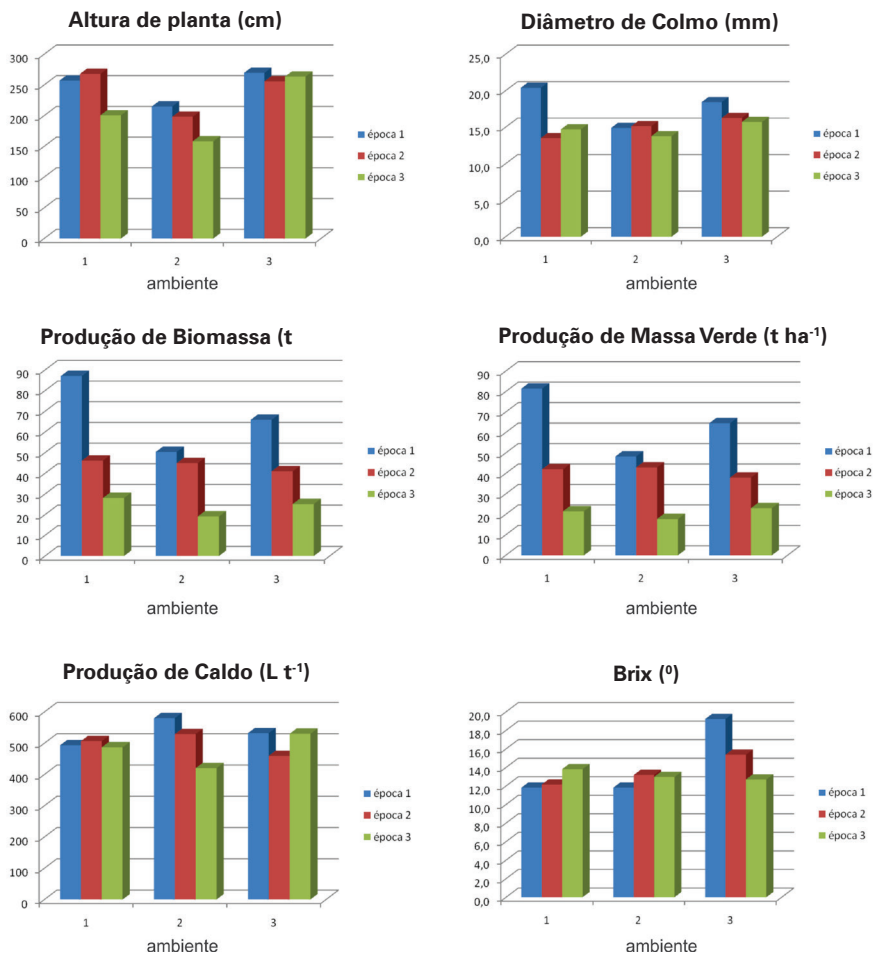 Altura de planta (cm)
300
250
200
150
100
50
0
1 2 3
ambiente
época 1
época 2
época 3
Diâmetro de Colmo (mm)
25,0
20,0
15,0
10,0
5,0
0,0
1 2 3
ambiente
época 1
época 2
época 3
Produção de Biomassa (t
90
80
70
60
50
40
30
20
10
0
1 2 3
ambiente
época 1
época 2
época 3
Produção de Massa Verde (t ha⁻¹)
90
80
70
60
50
40
30
20
10
0
1 2 3
ambiente
época 1
época 2
época 3
Produção de Caldo (L t⁻¹)
600
500
400
300
200
100
0
1 2 3
ambiente
época 1
época 2
época 3
Brix (⁰)
20,0
18,0
16,0
14,0
12,0
10,0
8,0
6,0
4,0
2,0
0,0
1 2 3
ambiente
época 1
época 2
época 3